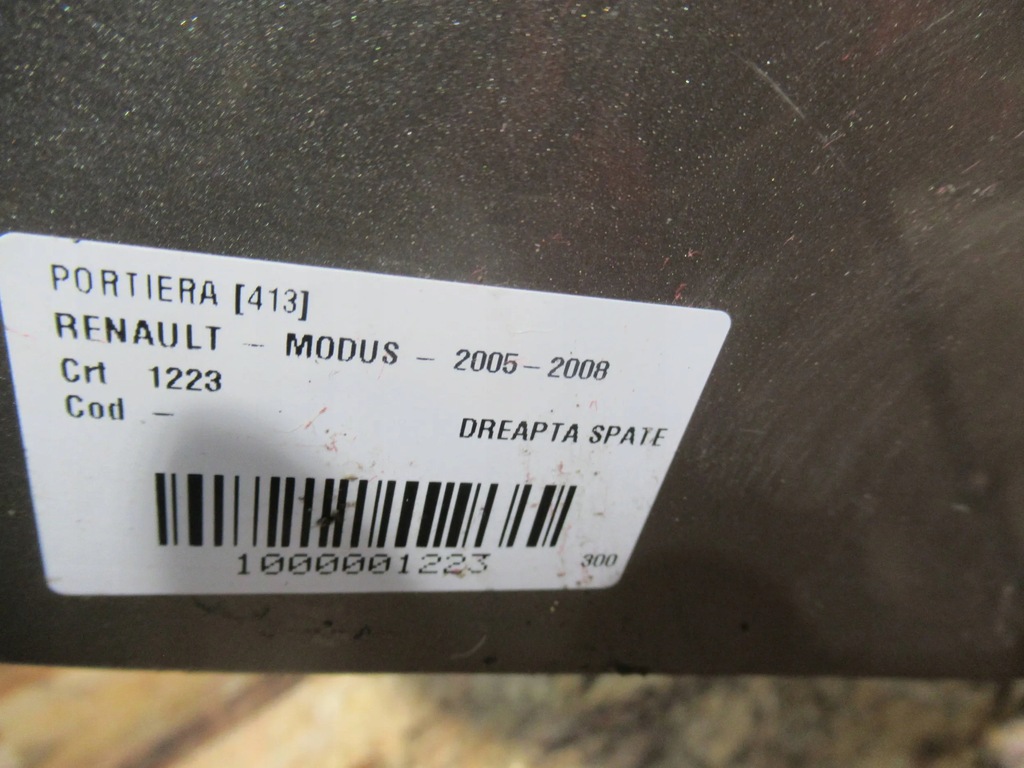 PORTIERA [413]
RENAULT - MODUS - 2005-2008
Crt 1223
Cod -
DREAPTA SPATE
1000001223
300